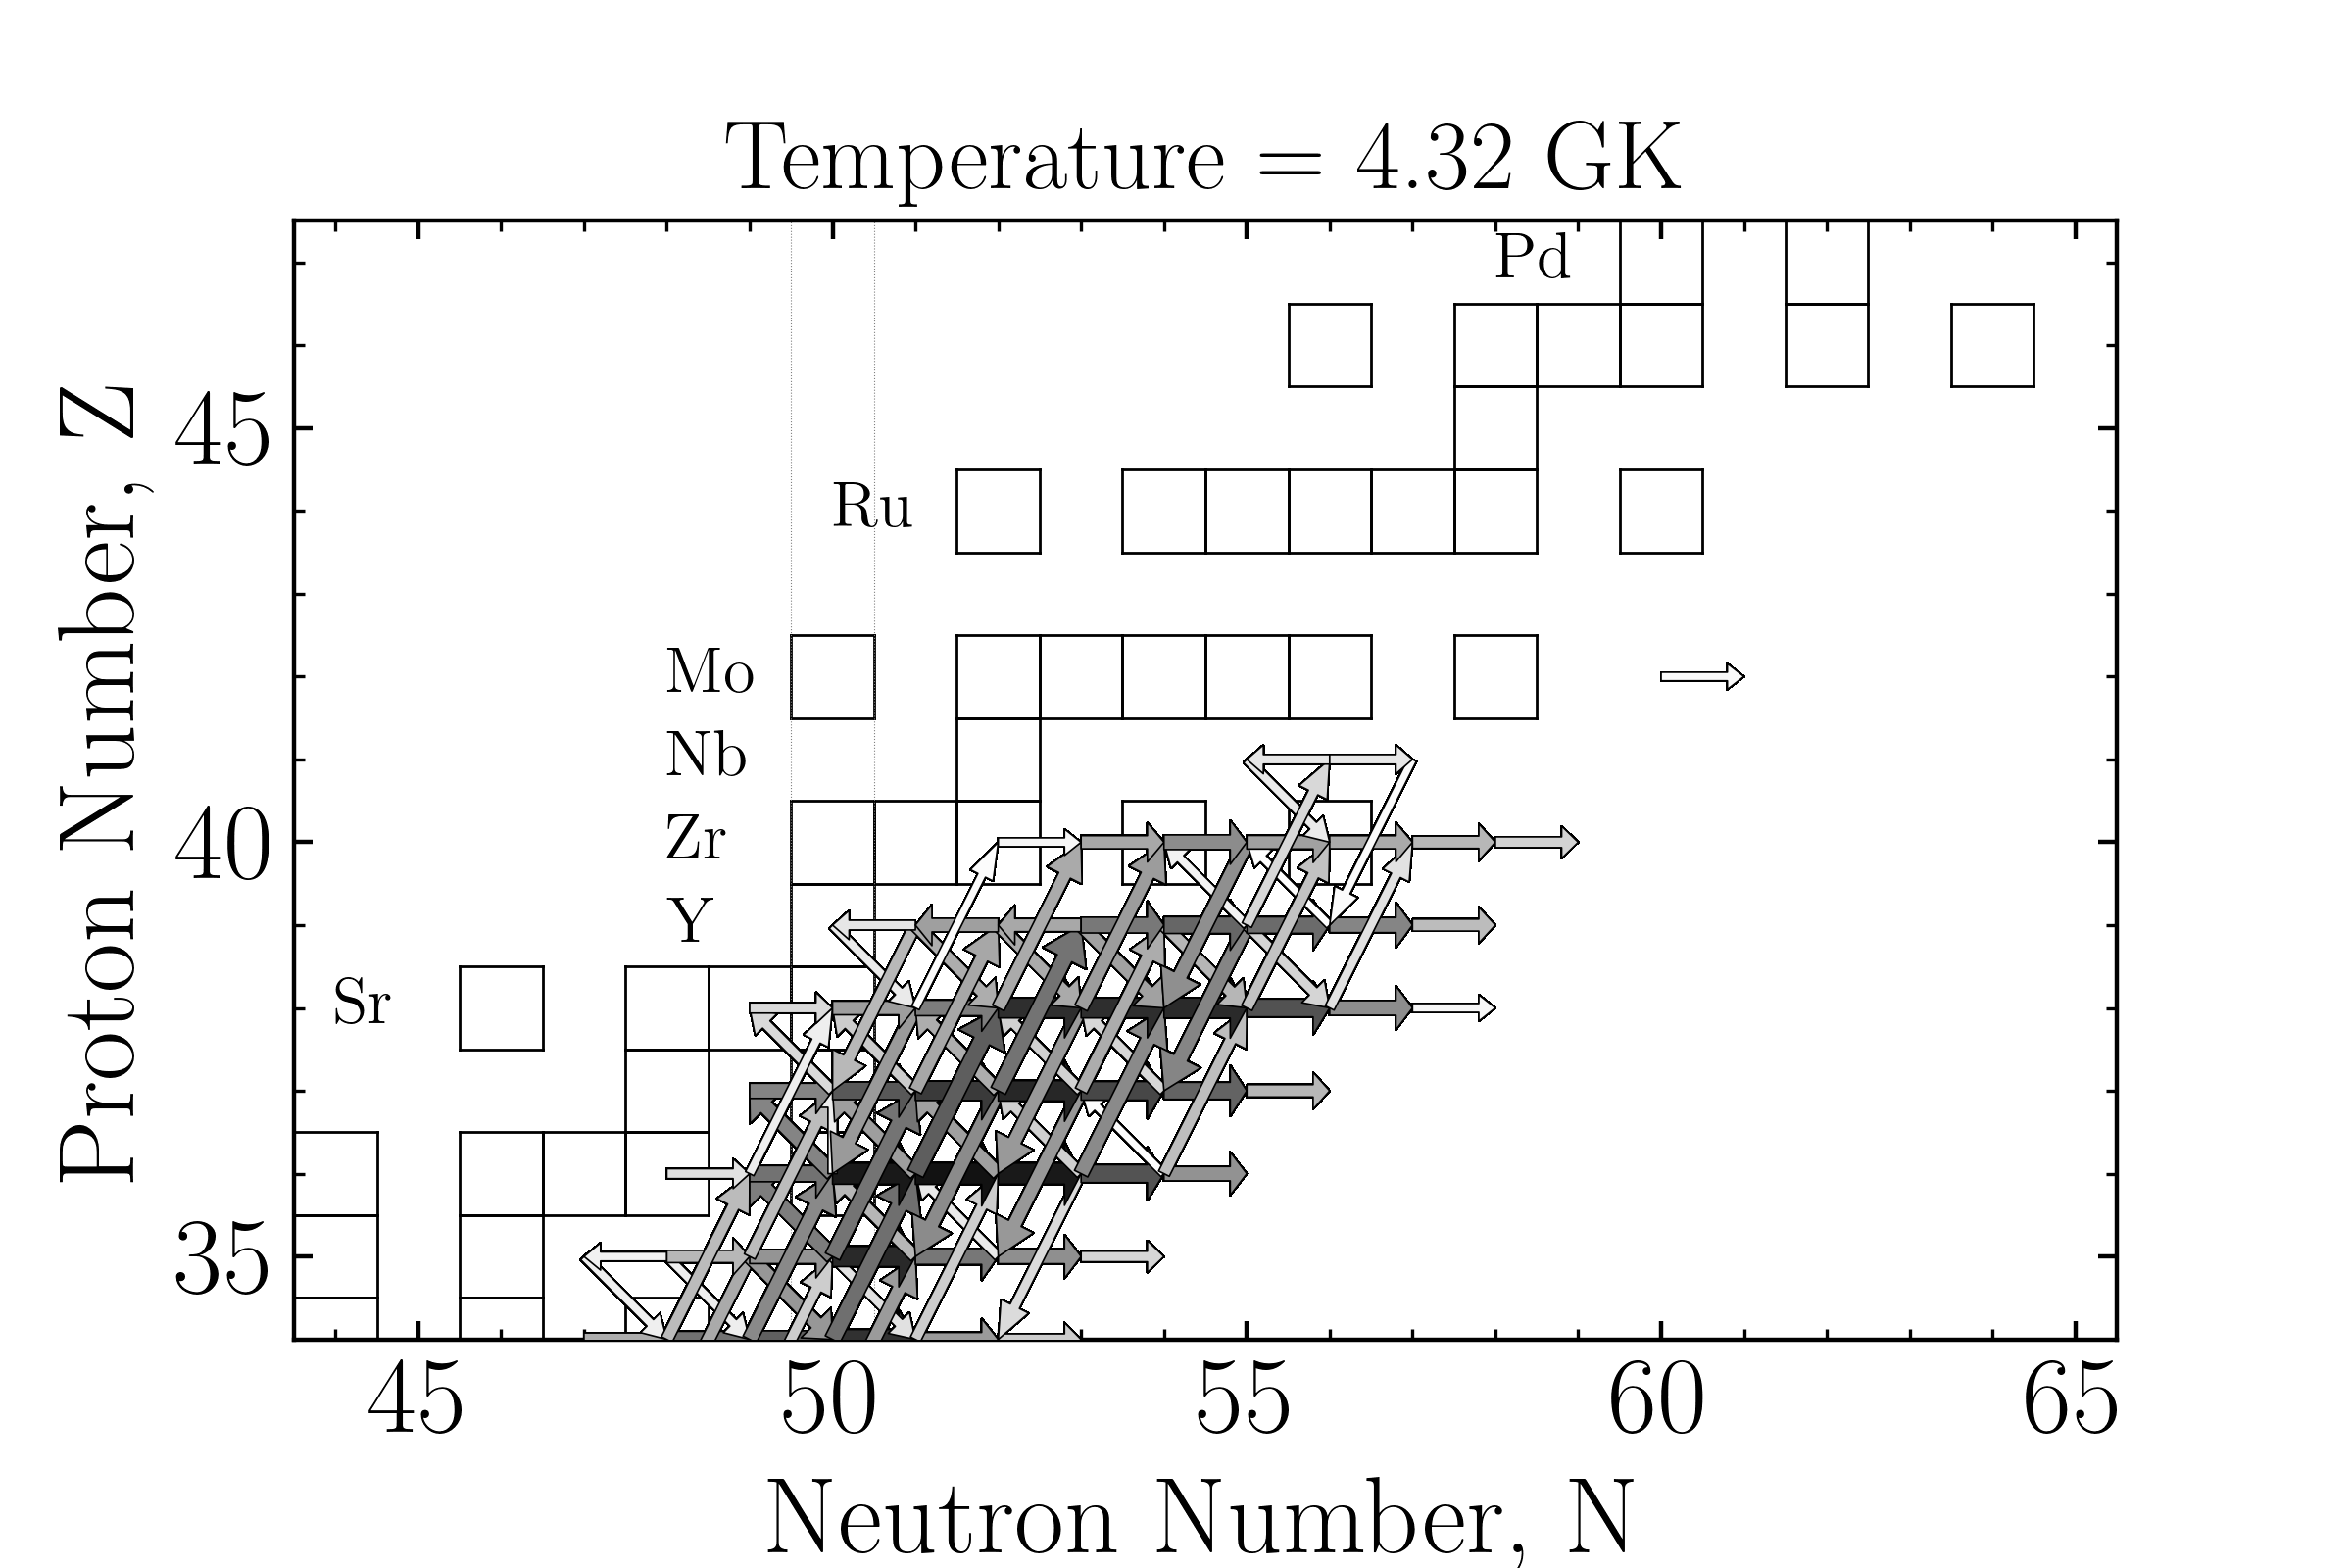 Temperature = 4.32 GK
Pd
45
Ru
Mo
Nb
40
Zr
Y
Sr
35
45 50 55 60 65
Proton Number, Z
Neutron Number, N